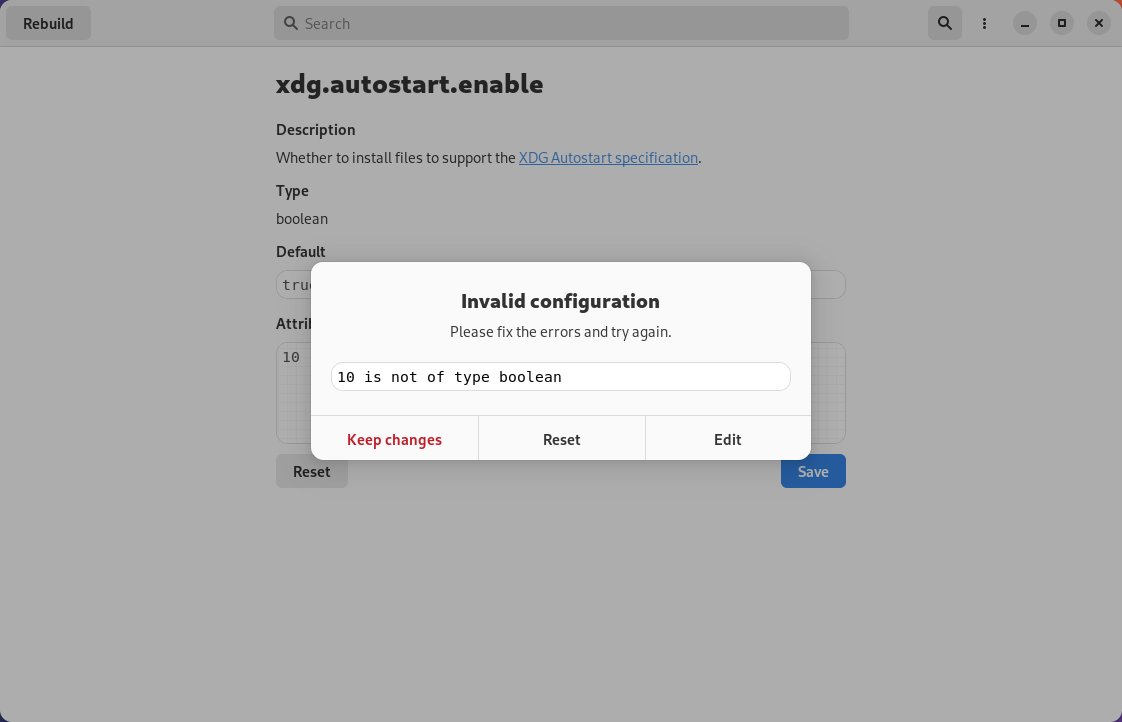 Rebuild
Search
xdg.autostart.enable
Description
Whether to install files to support the XDG Autostart specification.
Type
boolean
Default
Invalid configuration
Please fix the errors and try again.
10
10 is not of type boolean
Keep changes
Reset
Edit
Reset
Save